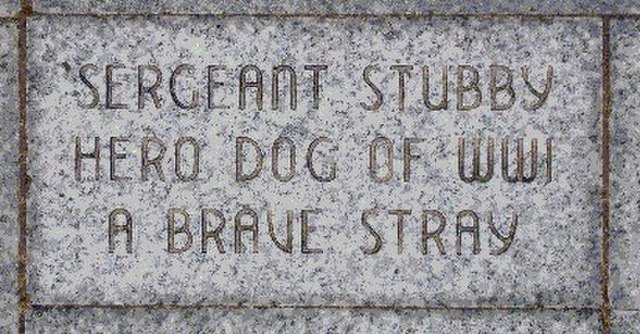 SERGEANT STUBBY
HERO DOG OF WWI
A BRAVE STRAY